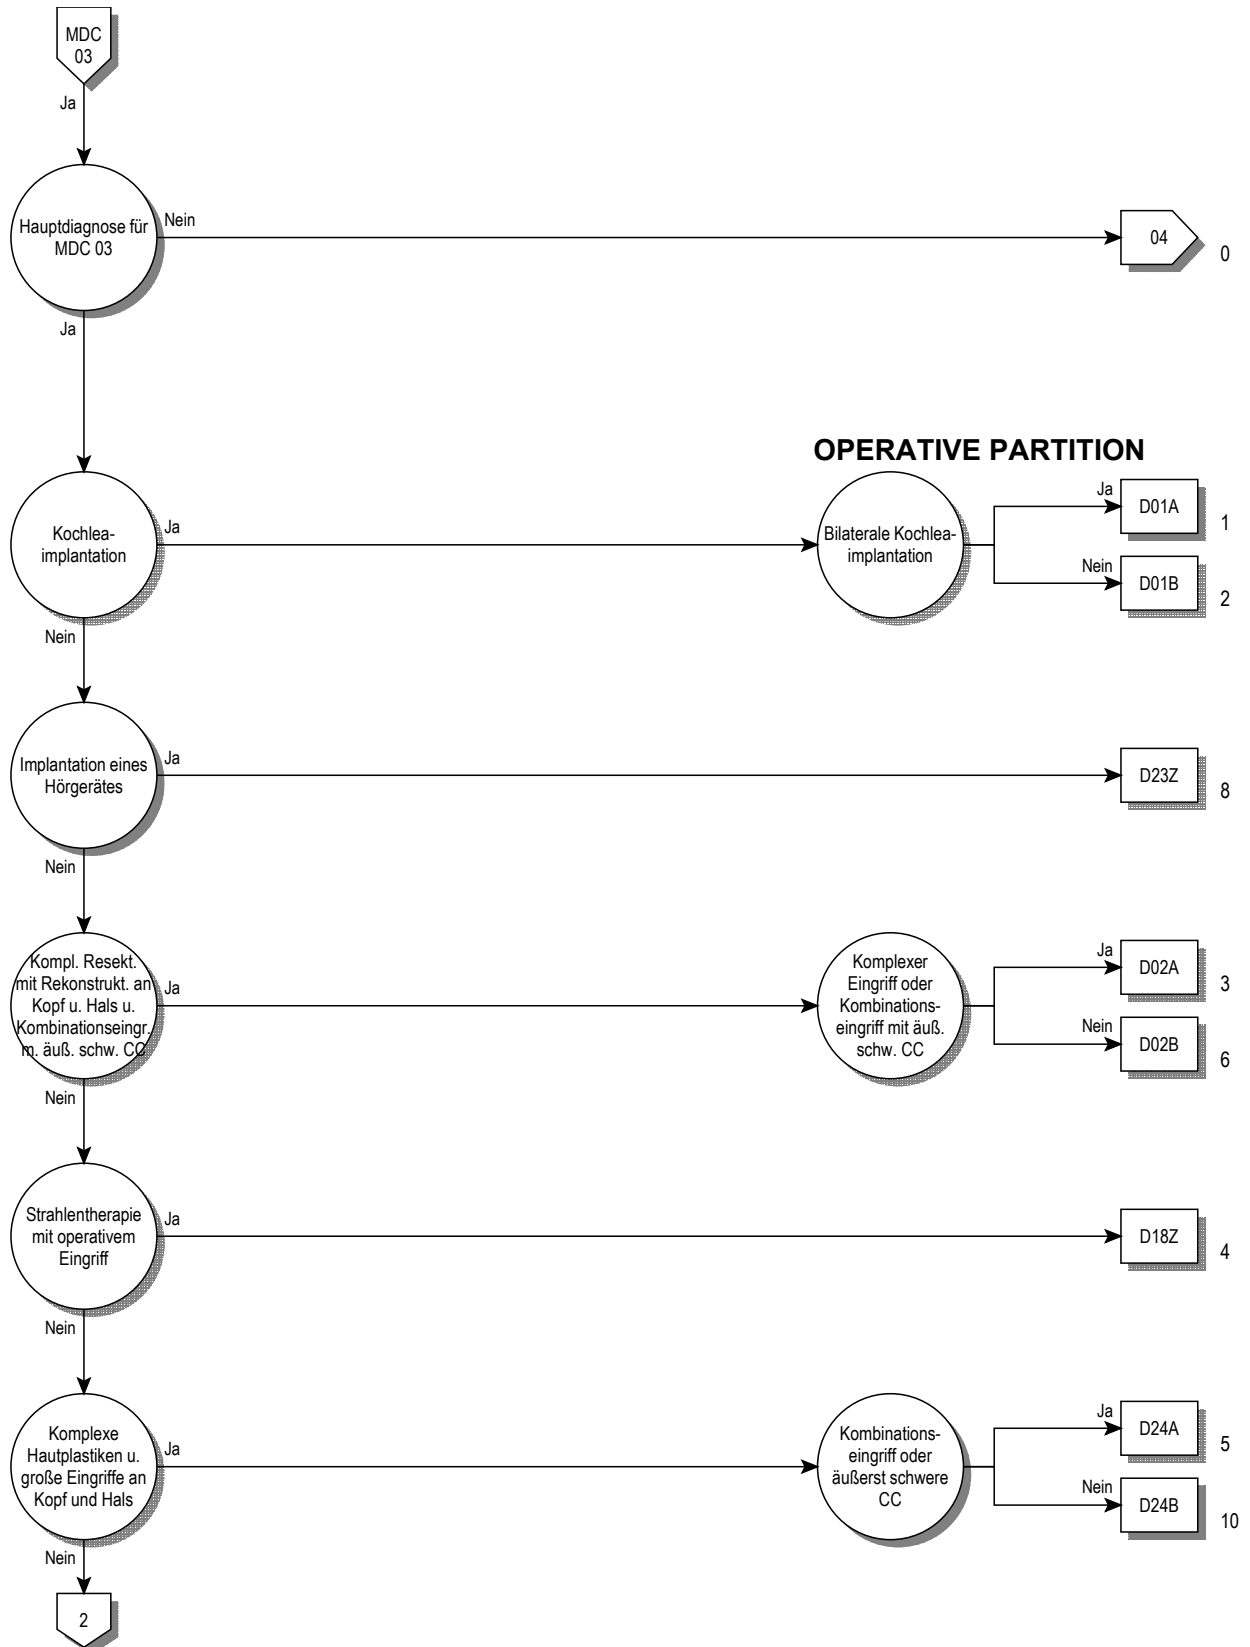 MDC
03
Ja
Hauptdiagnose für
MDC 03
Nein
04
0
Ja
OPERATIVE PARTITION
Kochlea-
implantation
Ja
Bilaterale Kochlea-
implantation
Ja
D01A
1
Nein
D01B
2
Nein
Implantation eines
Hörgerätes
Ja
D23Z
8
Nein
Kompl. Resekt.
mit Rekonstrukt. an
Kopf u. Hals u.
Kombinationseingr.
m. äuß. schw. CC
Ja
Komplexer
Eingriff oder
Kombinations-
eingriff mit äuß.
schw. CC
Ja
D02A
3
Nein
D02B
6
Nein
Strahlentherapie
mit operativem
Eingriff
Ja
D18Z
4
Nein
Komplexe
Hautplastiken u.
große Eingriffe an
Kopf und Hals
Ja
Kombinations-
eingriff oder
äußerst schwere
CC
Ja
D24A
5
Nein
D24B
10
Nein
2